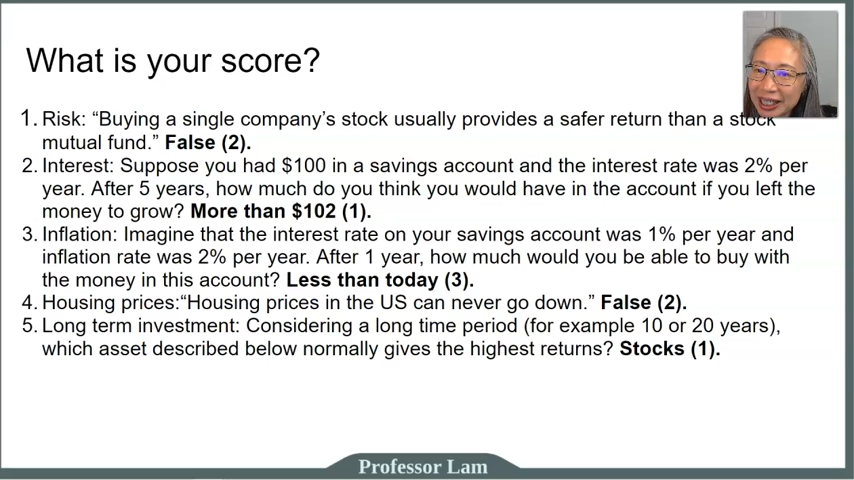 What is your score?
1. Risk: “Buying a single company’s stock usually provides a safer return than a stock
mutual fund.” False (2).
2. Interest: Suppose you had $100 in a savings account and the interest rate was 2% per
year. After 5 years, how much do you think you would have in the account if you left the
money to grow? More than $102 (1).
3. Inflation: Imagine that the interest rate on your savings account was 1% per year and
inflation rate was 2% per year. After 1 year, how much would you be able to buy with
the money in this account? Less than today (3).
4. Housing prices:“Housing prices in the US can never go down.” False (2).
5. Long term investment: Considering a long time period (for example 10 or 20 years),
which asset described below normally gives the highest returns? Stocks (1).
Professor Lam